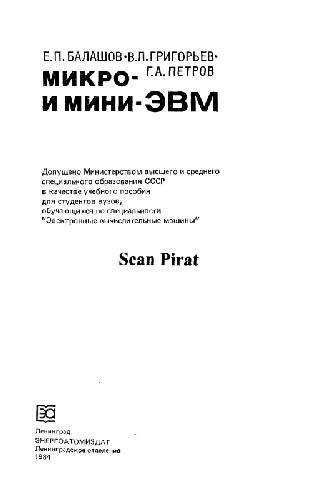 Е.П. БАЛАШОВ·В.П. ГРИГОРЬЕВ·
Г.А. ПЕТРОВ
МИКРО-
И МИНИ-ЭВМ
Допущено Министерством высшего и среднего
специального образования СССР
в качестве учебного пособия
для студентов вузов,
обучающихся по специальности
"Электронные вычислительные машины"
Scan Pirat
Ленинград
ЭНЕРГОАТОМИЗДАТ
Ленинградское отделение
1984